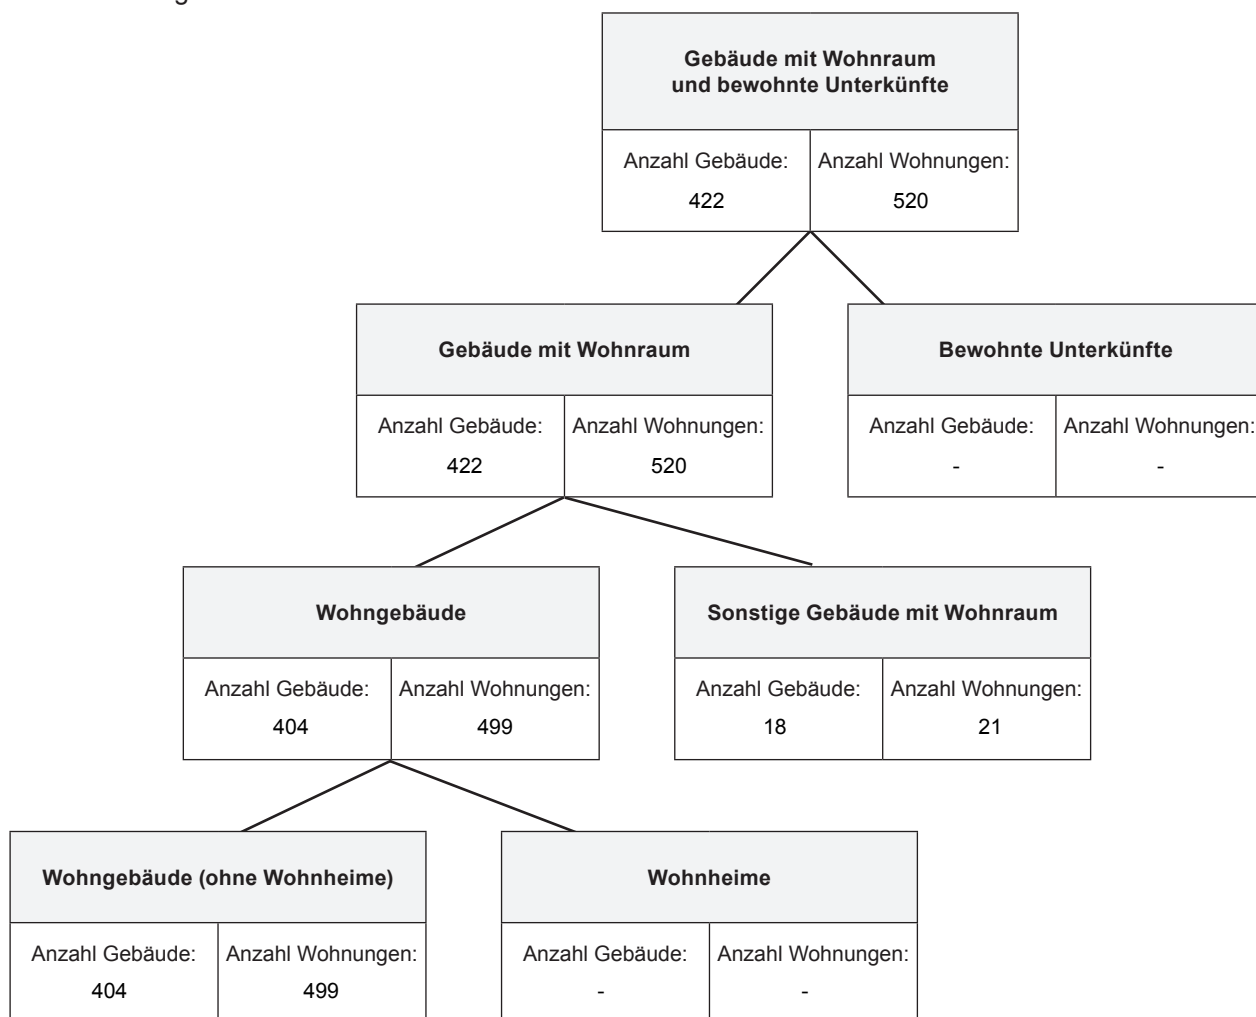 Gebäude mit Wohnraum
und bewohnte Unterkünfte
Anzahl Gebäude: Anzahl Wohnungen:
422 520
Gebäude mit Wohnraum Bewohnte Unterkünfte
Anzahl Gebäude: Anzahl Wohnungen: Anzahl Gebäude: Anzahl Wohnungen:
422 520 - -
Wohngebäude Sonstige Gebäude mit Wohnraum
Anzahl Gebäude: Anzahl Wohnungen: Anzahl Gebäude: Anzahl Wohnungen:
404 499 18 21
Wohngebäude (ohne Wohnheime) Wohnheime
Anzahl Gebäude: Anzahl Wohnungen: Anzahl Gebäude: Anzahl Wohnungen:
404 499 - -